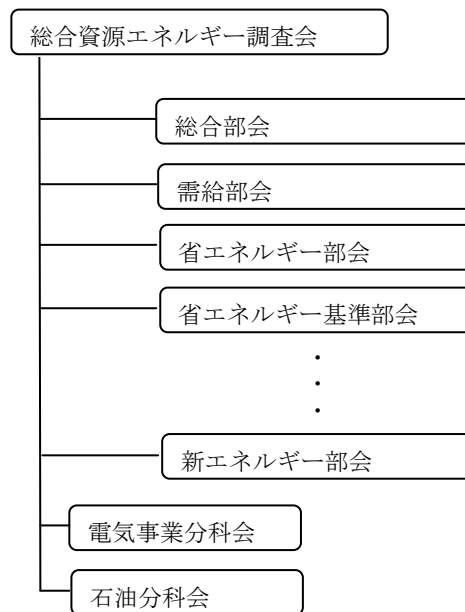 総合資源エネルギー調査会
総合部会
需給部会
省エネルギー部会
省エネルギー基準部会
・
・
・
新エネルギー部会
電気事業分科会
石油分科会